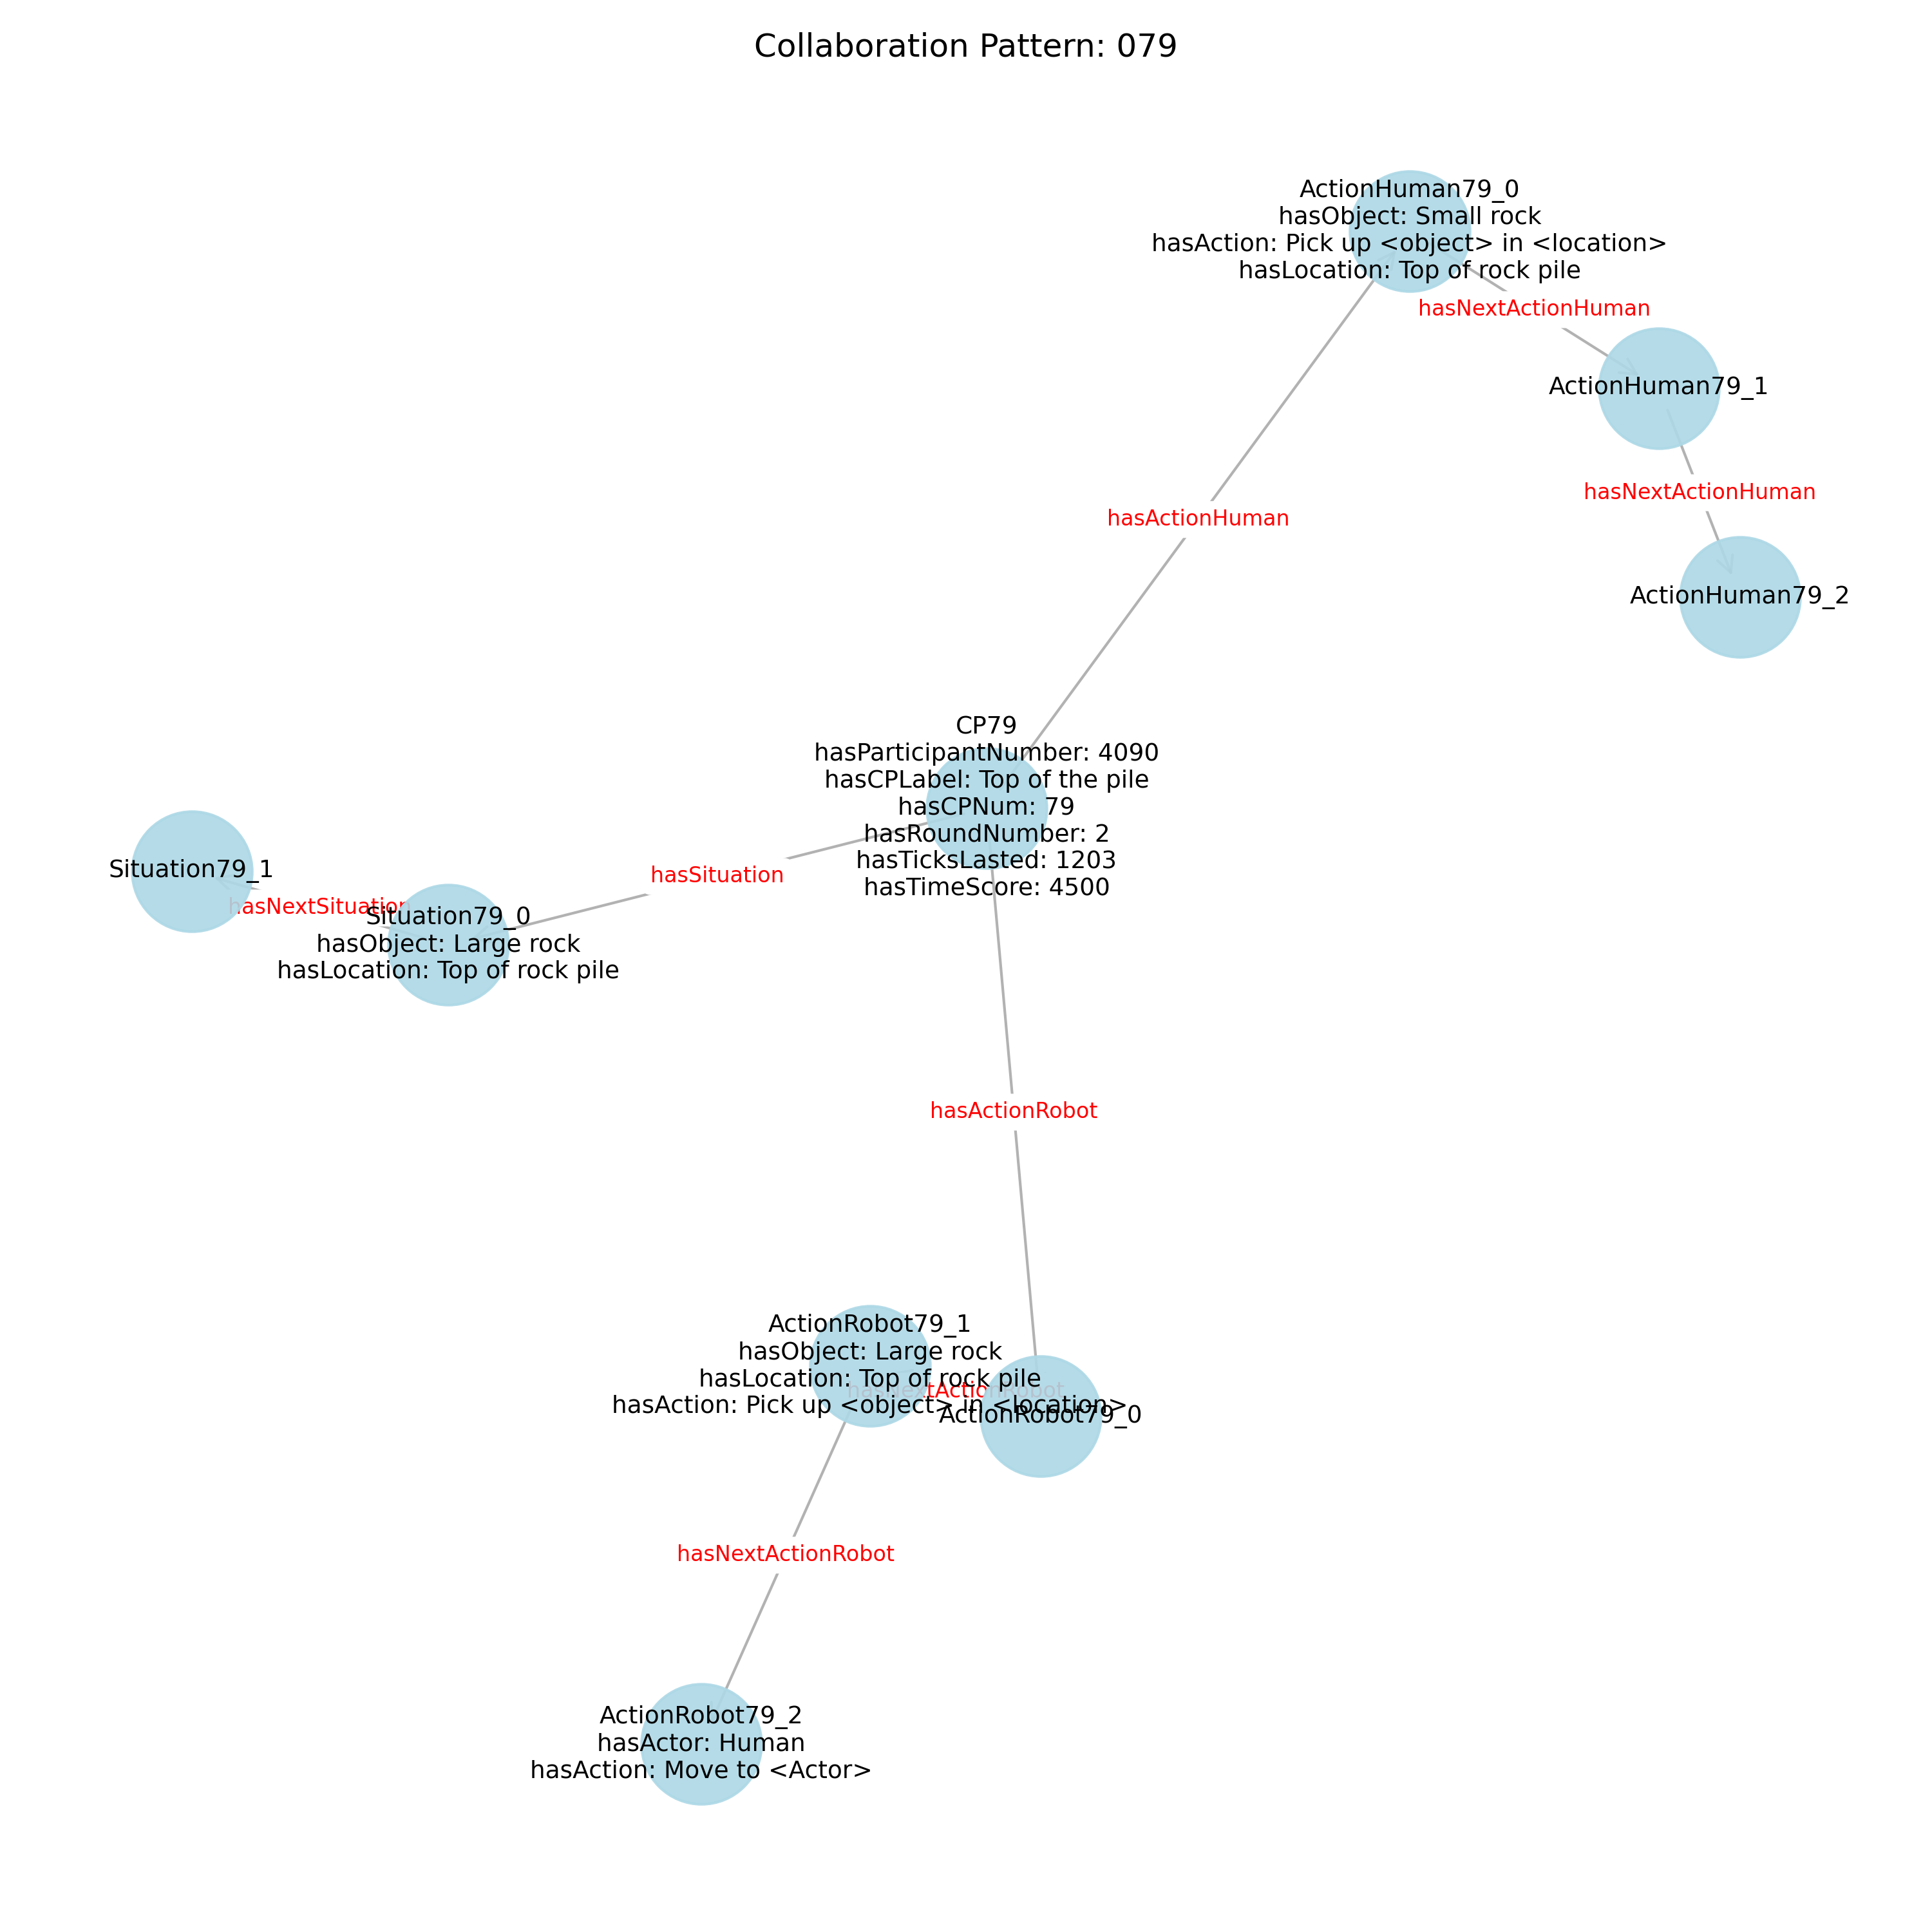 Collaboration Pattern: 079
ActionHuman79_0
hasObject: Small rock
hasAction: Pick up <object> in <location>
hasLocation: Top of rock pile
hasNextActionHuman
ActionHuman79_1
hasNextActionHuman
ActionHuman79_2
hasActionHuman
CP79
hasParticipantNumber: 4090
hasCPLabel: Top of the pile
hasCPNum: 79
hasRoundNumber: 2
hasTicksLasted: 1203
hasTimeScore: 4500
hasSituation
Situation79_1
hasNextSituation
Situation79_0
hasObject: Large rock
hasLocation: Top of rock pile
hasActionRobot
ActionRobot79_1
hasObject: Large rock
hasLocation: Top of rock pile
hasAction: Pick up <object> in <location>
hasNextActionRobot
ActionRobot79_0
hasNextActionRobot
ActionRobot79_2
hasActor: Human
hasAction: Move to <Actor>